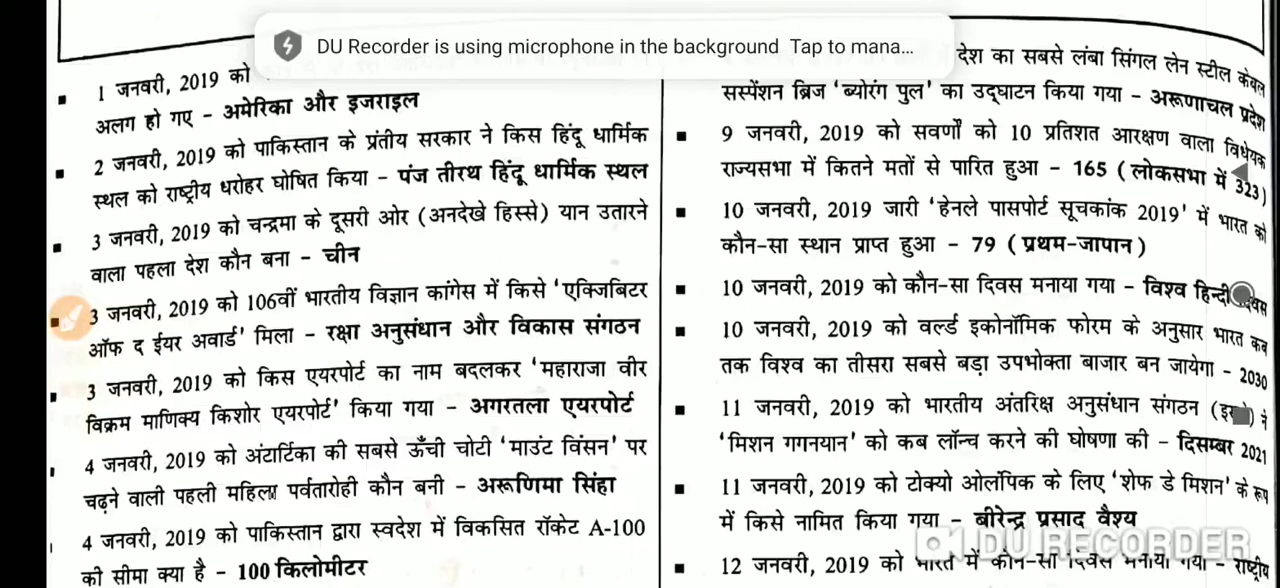 DU Recorder is using microphone in the background Tap to mana...
1 जनवरी, 2019 को
अलग हो गए - अमेरिका और इजराइल
2 जनवरी, 2019 को पाकिस्तान के प्रंतीय सरकार ने किस हिंदू धार्मिक
स्थल को राष्ट्रीय धरोहर घोषित किया - पंज तीरथ हिंदू धार्मिक स्थल
3 जनवरी, 2019 को चन्द्रमा के दूसरी ओर (अनदेखे हिस्से) यान उतारने
वाला पहला देश कौन बना - चीन
3 जनवरी, 2019 को 106वीं भारतीय विज्ञान कांगेस में किसे 'एक्जिबिटर
ऑफ द ईयर अवार्ड' मिला - रक्षा अनुसंधान और विकास संगठन
3 जनवरी, 2019 को किस एयरपोर्ट का नाम बदलकर 'महाराजा वीर
विक्रम माणिक्य किशोर एयरपोर्ट' किया गया - अगरतला एयरपोर्ट
4 जनवरी, 2019 को अंटार्टिका की सबसे ऊँची चोटी 'माउंट विंसन' पर
चढ़ने वाली पहली महिला पर्वतारोही कौन बनी - अरूणिमा सिंहा
4 जनवरी, 2019 को पाकिस्तान द्वारा स्वदेश में विकसित रॉकेट A-100
की सीमा क्या है - 100 किलोमीटर
देश का सबसे लंबा सिंगल लेन स्टील केबल
सस्पेंशन ब्रिज 'ब्योरंग पुल' का उद्घाटन किया गया - अरूणाचल प्रदेश
9 जनवरी, 2019 को सवर्णों को 10 प्रतिशत आरक्षण वाला विधेयक
राज्यसभा में कितने मतों से पारित हुआ - 165 (लोकसभा में 323)
10 जनवरी, 2019 जारी 'हेनले पासपोर्ट सूचकांक 2019' में भारत को
कौन-सा स्थान प्राप्त हुआ - 79 (प्रथम-जापान)
10 जनवरी, 2019 को कौन-सा दिवस मनाया गया - विश्व हिन्दी दिवस
10 जनवरी, 2019 को वर्ल्ड इकोनॉमिक फोरम के अनुसार भारत कब
तक विश्व का तीसरा सबसे बड़ा उपभोक्ता बाजार बन जायेगा - 2030
11 जनवरी, 2019 को भारतीय अंतरिक्ष अनुसंधान संगठन (इसरो) ने
'मिशन गगनयान' को कब लॉन्च करने की घोषणा की - दिसम्बर 2021
11 जनवरी, 2019 को टोक्यो ओलंपिक के लिए 'शेफ डे मिशन' के रूप
में किसे नामित किया गया - बीरेन्द्र प्रसाद वैश्य
12 जनवरी, 2019 को भारत में कौन-सा दिवस मनाया गया - राष्ट्रीय
DU RECORDER